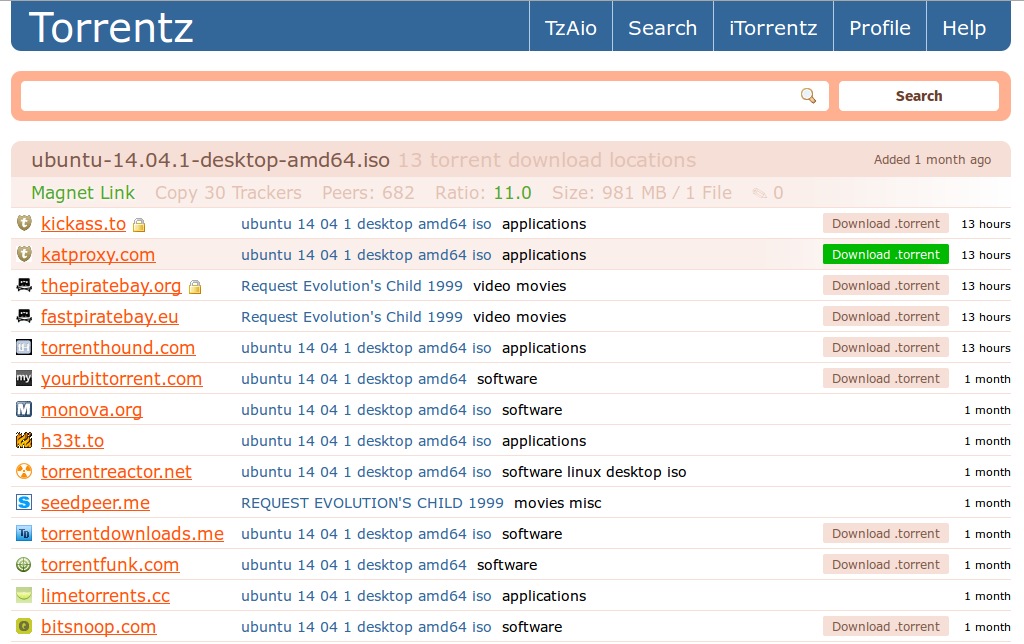 Torrentz TzAio Search iTorrentz Profile Help
Search
ubuntu-14.04.1-desktop-amd64.iso 13 torrent download locations Added 1 month ago
Magnet Link Copy 30 Trackers Peers: 682 Ratio: 11.0 Size: 981 MB / 1 File 0
kickass.to ubuntu 14 04 1 desktop amd64 iso applications Download .torrent 13 hours
katproxy.com ubuntu 14 04 1 desktop amd64 iso applications Download .torrent 13 hours
thepiratebay.org Request Evolution's Child 1999 video movies Download .torrent 13 hours
fastpiratebay.eu Request Evolution's Child 1999 video movies Download .torrent 13 hours
tH torrenthound.com ubuntu 14 04 1 desktop amd64 iso applications Download .torrent 13 hours
my yourbittorrent.com ubuntu 14 04 1 desktop amd64 software Download .torrent 1 month
M monova.org ubuntu 14 04 1 desktop amd64 iso software 1 month
h33t.to ubuntu 14 04 1 desktop amd64 iso applications 1 month
torrentreactor.net ubuntu 14 04 1 desktop amd64 iso software linux desktop iso 1 month
S seedpeer.me REQUEST EVOLUTION'S CHILD 1999 movies misc 1 month
TD torrentdownloads.me ubuntu 14 04 1 desktop amd64 iso software Download .torrent 1 month
torrentfunk.com ubuntu 14 04 1 desktop amd64 software Download .torrent 1 month
limetorrents.cc ubuntu 14 04 1 desktop amd64 iso applications 1 month
bitsnoop.com ubuntu 14 04 1 desktop amd64 iso software Download .torrent 1 month